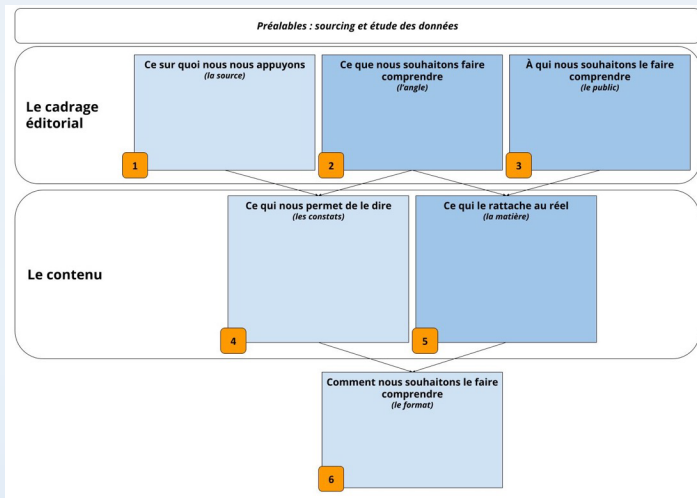 Préalables : sourcing et étude des données
Le cadrage
éditorial
Ce sur quoi nous nous appuyons
(la source)
1
Ce que nous souhaitons faire
comprendre
(l'angle)
2
À qui nous souhaitons le faire
comprendre
(le public)
3
Le contenu
Ce qui nous permet de le dire
(les constats)
4
Ce qui le rattache au réel
(la matière)
5
Comment nous souhaitons le faire
comprendre
(le format)
6